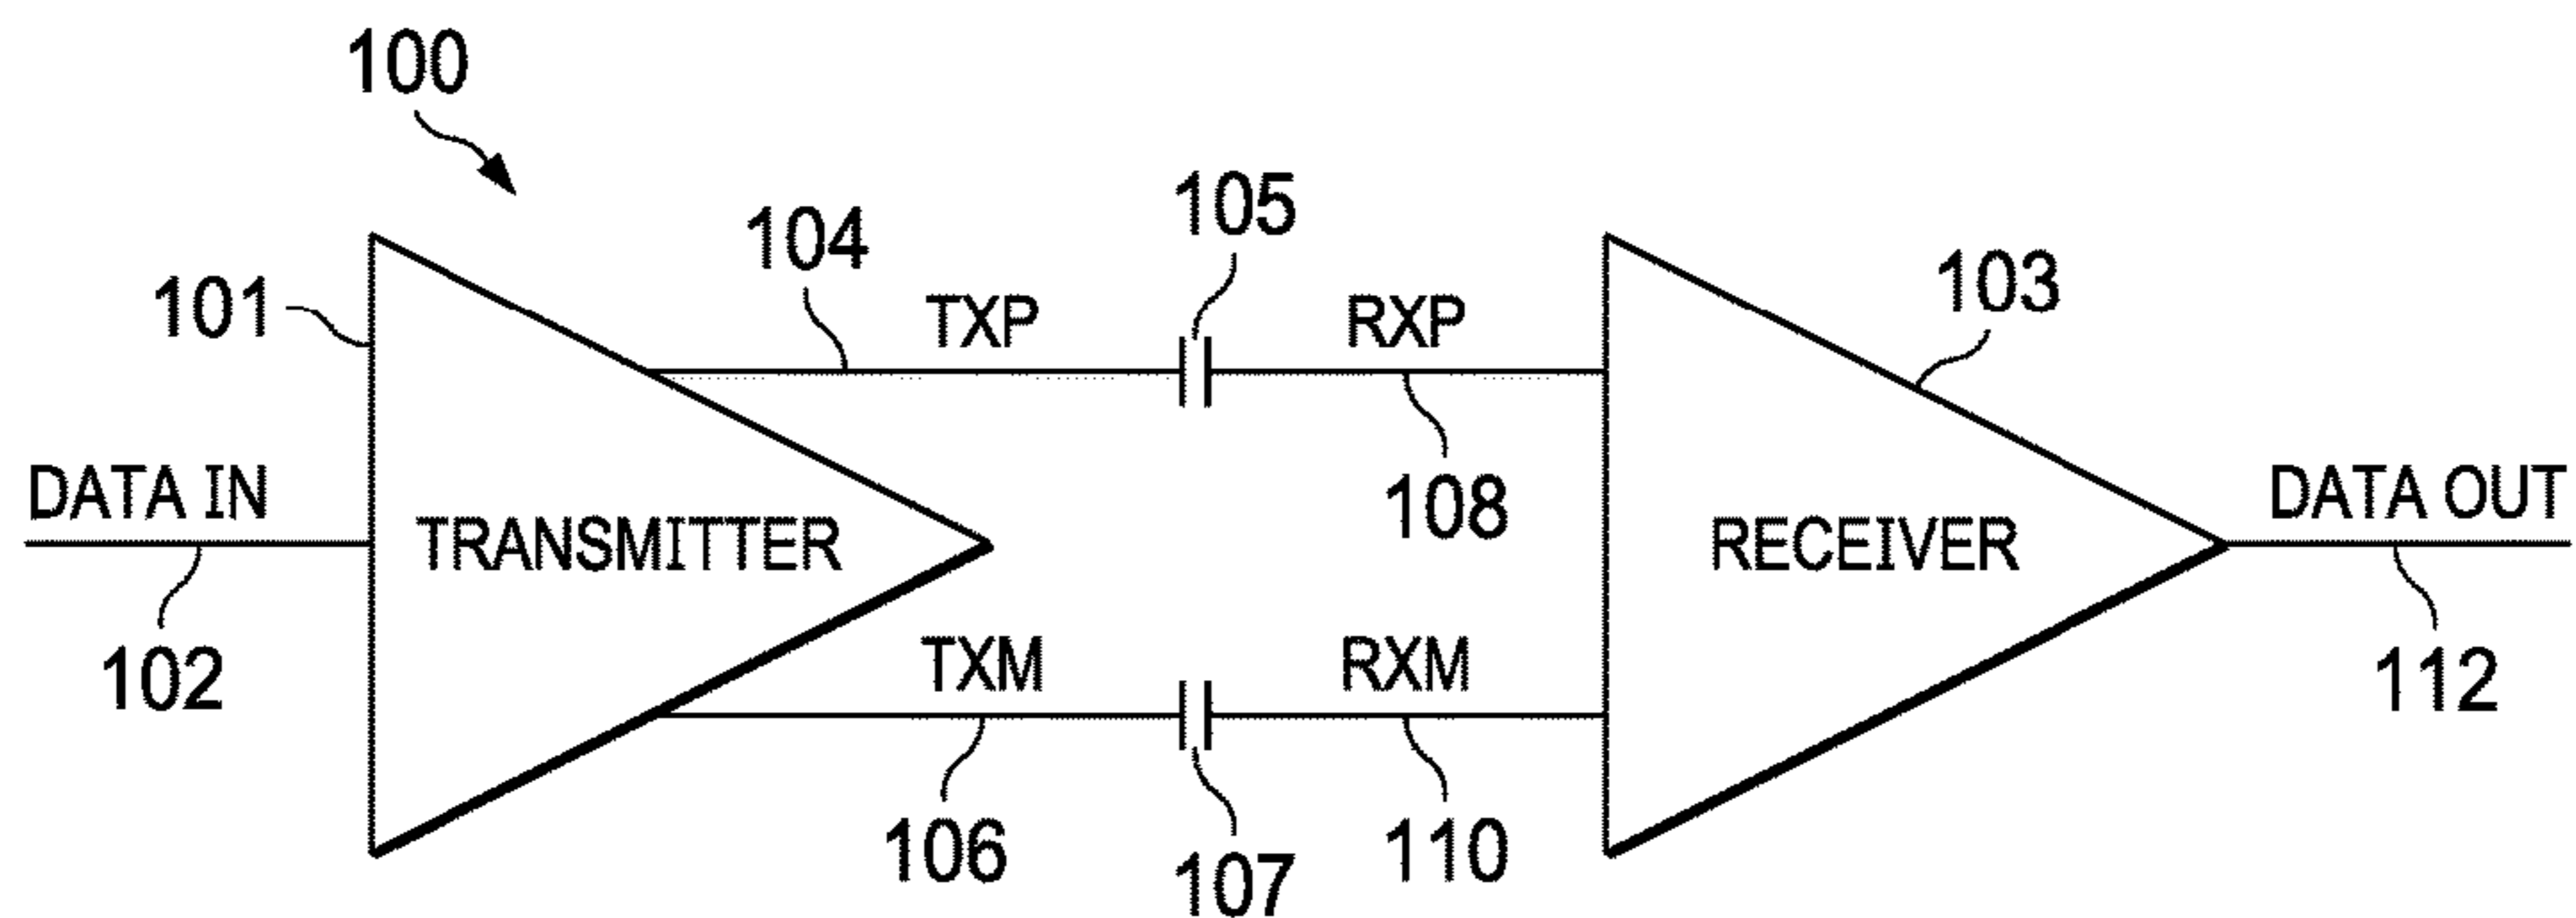 100
105
104
103
101
TXP
RXP
DATA IN
108
DATA OUT
TRANSMITTER
RECEIVER
102
TXM
RXM
112
106
107
110